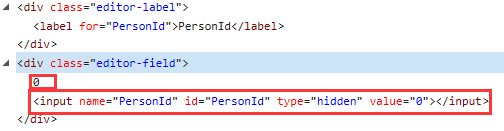 <div class="editor-label">
<label for="PersonId">PersonId</label>
</div>
<div class="editor-field">
0
<input name="PersonId" id="PersonId" type="hidden" value="0"></input>
</div>